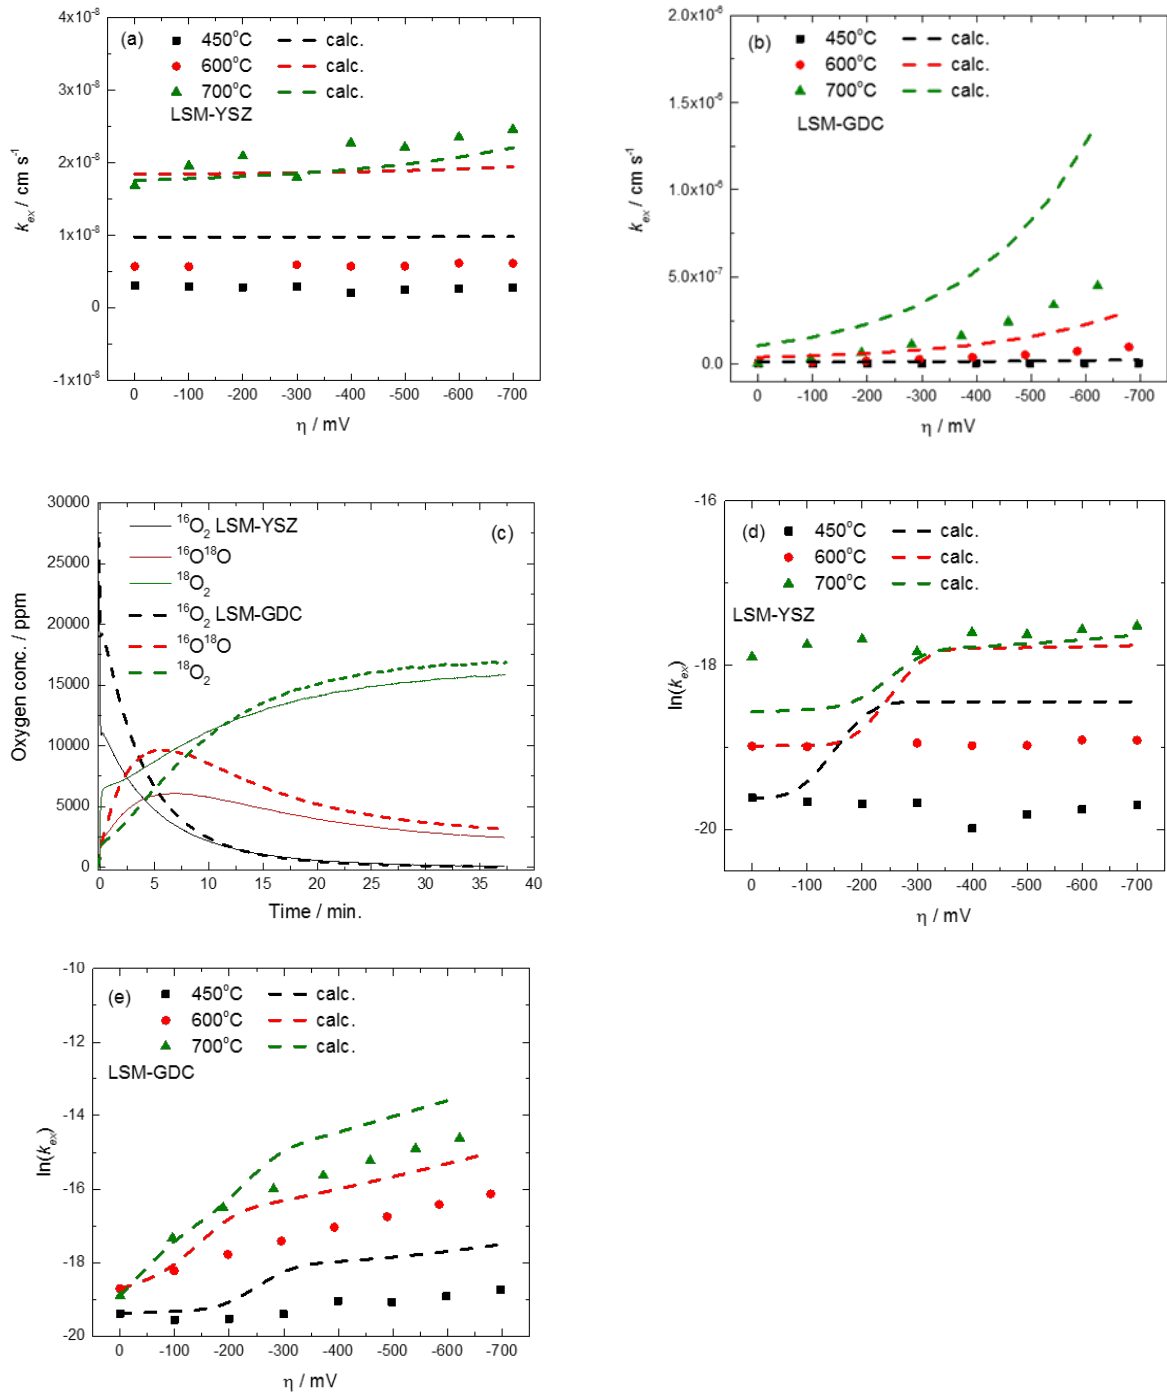 (a)
450°C
calc.
600°C
calc.
700°C
calc.
LSM-YSZ
4x10⁻⁸
3x10⁻⁸
2x10⁻⁸
1x10⁻⁸
0
-1x10⁻⁸
kₑₓ / cm s⁻¹
0 -100 -200 -300 -400 -500 -600 -700
η / mV
(b)
450°C
calc.
600°C
calc.
700°C
calc.
LSM-GDC
2.0x10⁻⁶
1.5x10⁻⁶
1.0x10⁻⁶
5.0x10⁻⁷
0.0
kₑₓ / cm s⁻¹
0 -100 -200 -300 -400 -500 -600 -700
η / mV
(c)
¹⁶O₂ LSM-YSZ
¹⁶O¹⁸O
¹⁸O₂
¹⁶O₂ LSM-GDC
¹⁶O¹⁸O
¹⁸O₂
30000
25000
20000
15000
10000
5000
0
Oxygen conc. / ppm
0 5 10 15 20 25 30 35 40
Time / min.
(d)
450°C
calc.
600°C
calc.
700°C
calc.
LSM-YSZ
-16
-18
-20
ln(kₑₓ)
0 -100 -200 -300 -400 -500 -600 -700
η / mV
(e)
450°C
calc.
600°C
calc.
700°C
calc.
LSM-GDC
-10
-12
-14
-16
-18
-20
ln(kₑₓ)
0 -100 -200 -300 -400 -500 -600 -700
η / mV